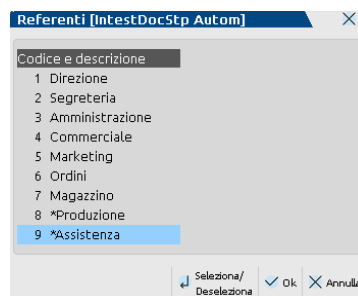 Referenti [IntestDocStp Autom]
Codice e descrizione
1 Direzione
2 Segreteria
3 Amministrazione
4 Commerciale
5 Marketing
6 Ordini
7 Magazzino
8 *Produzione
9 *Assistenza
Seleziona/
Deseleziona
Ok
Annulla